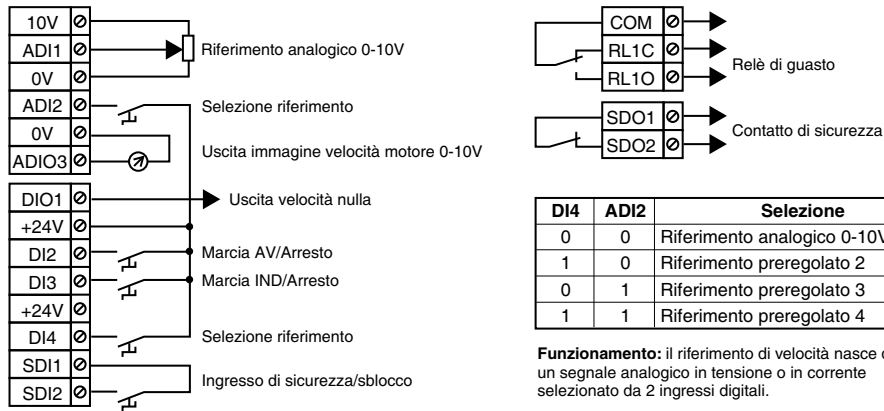 10V
ADI1
0V
ADI2
0V
ADIO3
DIO1
+24V
DI2
DI3
+24V
DI4
SDI1
SDI2
Riferimento analogico 0-10V
Selezione riferimento
Uscita immagine velocità motore 0-10V
Uscita velocità nulla
Marcia AV/Arresto
Marcia IND/Arresto
Selezione riferimento
Ingresso di sicurezza/sblocco
COM
RL1C
RL1O
Relè di guasto
SDO1
SDO2
Contatto di sicurezza
DI4 ADI2 Selezione
0 0 Riferimento analogico 0-10V
1 0 Riferimento preregolato 2
0 1 Riferimento preregolato 3
1 1 Riferimento preregolato 4
Funzionamento: il riferimento di velocità nasce
un segnale analogico in tensione o in corrente
selezionato da 2 ingressi digitali.